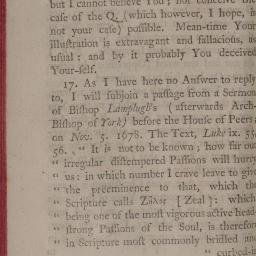 but I cannot believe You; nor conceive the
case of the Q. (which however, I hope, is
not your case) possible. Mean-time Your
illustration is extravagant and fallacious, as
usual: and by it probably You deceived
Your-self.
17. As I have here no Answer to reply
to, I will subjoin a passage from a Sermon
of Bishop Lamplugh's (afterwards Arch-
Bishop of York) before the House of Peers,
on Nov. 5. 1678. The Text, Luke ix. 55,
56. " It is not to be known; how far our
" irregular distempered Passions will hurry
" us: in which number I crave leave to give
" the preeminence to that, which the
" Scripture calls Ζῆλος [Zeal]: which
" being one of the most vigorous active head-
" strong Passions of the Soul, is therefore
" in Scripture most commonly bridled and
" curbed